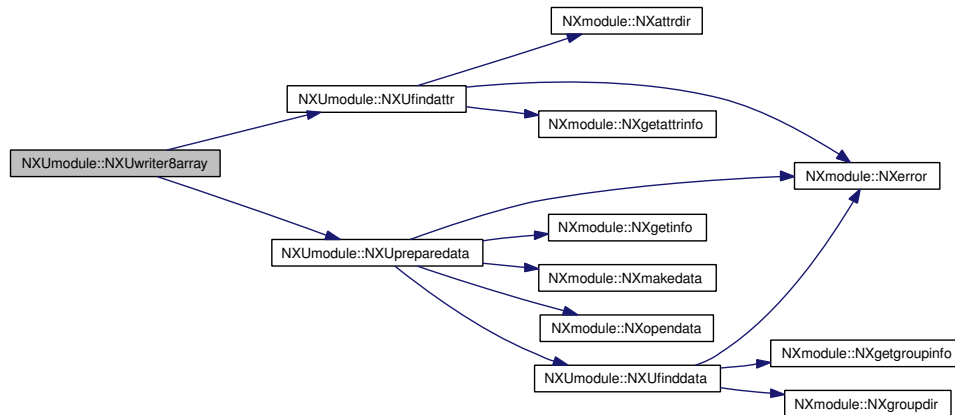 NXmodule::NXattrdir
NXUmodule::NXUfindattr
NXmodule::NXgetattrinfo
NXUmodule::NXUwriter8array
NXmodule::NXerror
NXmodule::NXgetinfo
NXUmodule::NXUpreparedata
NXmodule::NXmakedata
NXmodule::NXopendata
NXmodule::NXgetgroupinfo
NXUmodule::NXUfinddata
NXmodule::NXgroupdir